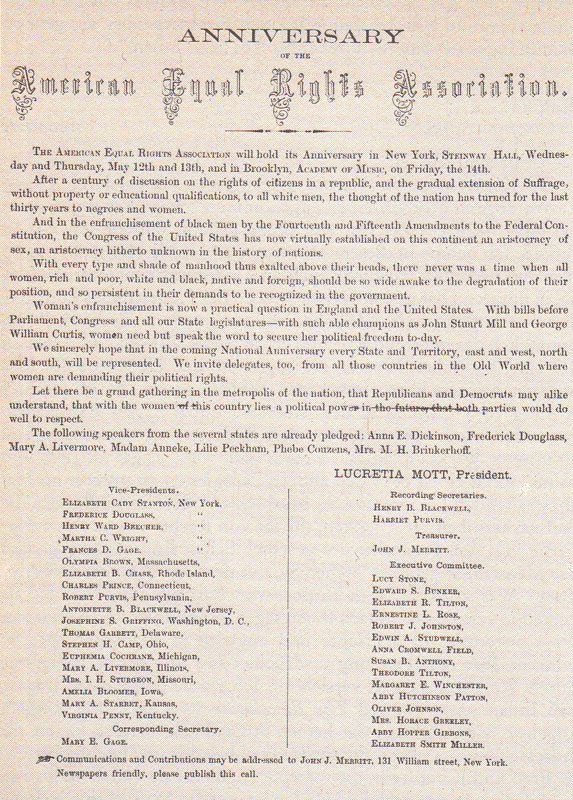 ANNIVERSARY
OF THE
American Equal Rights Association.
THE AMERICAN EQUAL RIGHTS ASSOCIATION will hold its Anniversary in New York, STEINWAY HALL, Wednes-
day and Thursday, May 12th and 13th, and in Brooklyn, ACADEMY OF MUSIC, on Friday, the 14th.
After a century of discussion on the rights of citizens in a republic, and the gradual extension of Suffrage,
without property or educational qualifications, to all white men, the thought of the nation has turned for the last
thirty years to negroes and women.
And in the enfranchisement of black men by the Fourteenth and Fifteenth Amendments to the Federal Con-
stitution, the Congress of the United States has now virtually established on this continent an aristocracy of
sex, an aristocracy hitherto unknown in the history of nations.
With every type and shade of manhood thus exalted above their heads, there never was a time when all
women, rich and poor, white and black, native and foreign, should be so wide awake to the degradation of their
position, and so persistent in their demands to be recognized in the government.
Woman's enfranchisement is now a practical question in England and the United States. With bills before
Parliament, Congress and all our State legislatures—with such able champions as John Stuart Mill and George
William Curtis, women need but speak the word to secure her political freedom to-day.
We sincerely hope that in the coming National Anniversary every State and Territory, east and west, north
and south, will be represented. We invite delegates, too, from all those countries in the Old World where
women are demanding their political rights.
Let there be a grand gathering in the metropolis of the nation, that Republicans and Democrats may alike
understand, that with the women of this country lies a political power in the future, that both parties would do
well to respect.
The following speakers from the several states are already pledged: Anna E. Dickinson, Frederick Douglass,
Mary A. Livermore, Madam Anneke, Lilie Peckham, Phebe Couzens, Mrs. M. H. Brinkerhoff.
LUCRETIA MOTT, President.
Vice-Presidents.
ELIZABETH CADY STANTON, New York.
FREDERICK DOUGLASS, "
HENRY WARD BEECHER, "
MARTHA C. WRIGHT, "
FRANCES D. GAGE, "
OLYMPIA BROWN, Massachusetts,
ELIZABETH B. CHASE, Rhode Island,
CHARLES PRINCE, Connecticut,
ROBERT PURVIS, Pennsylvania,
ANTOINETTE B. BLACKWELL, New Jersey,
JOSEPHINE S. GRIFFING, Washington, D. C.,
THOMAS GARRETT, Delaware,
STEPHEN H. CAMP, Ohio,
EUPHEMIA COCHRANE, Michigan,
MARY A. LIVERMORE, Illinois,
MRS. I. H. STURGEON, Missouri,
AMELIA BLOOMER, Iowa,
MARY A. STARRET, Kansas,
VIRGINIA PENNY, Kentucky.
Corresponding Secretary.
MARY E. GAGE.
Recording Secretaries.
HENRY B. BLACKWELL,
HARRIET PURVIS.
Treasurer.
JOHN J. MERRITT.
Executive Committee.
LUCY STONE,
EDWARD S. BUNKER,
ELIZABETH R. TILTON,
ERNESTINE L. ROSE,
ROBERT J. JOHNSTON,
EDWIN A. STUDWELL,
ANNA CROMWELL FIELD,
SUSAN B. ANTHONY,
THEODORE TILTON,
MARGARET E. WINCHESTER,
ABBY HUTCHINSON PATTON,
OLIVER JOHNSON,
MRS. HORACE GREELEY,
ABBY HOPPER GIBBONS,
ELIZABETH SMITH MILLER.
Communications and Contributions may be addressed to JOHN J. MERRITT, 131 William street, New York.
Newspapers friendly, please publish this call.